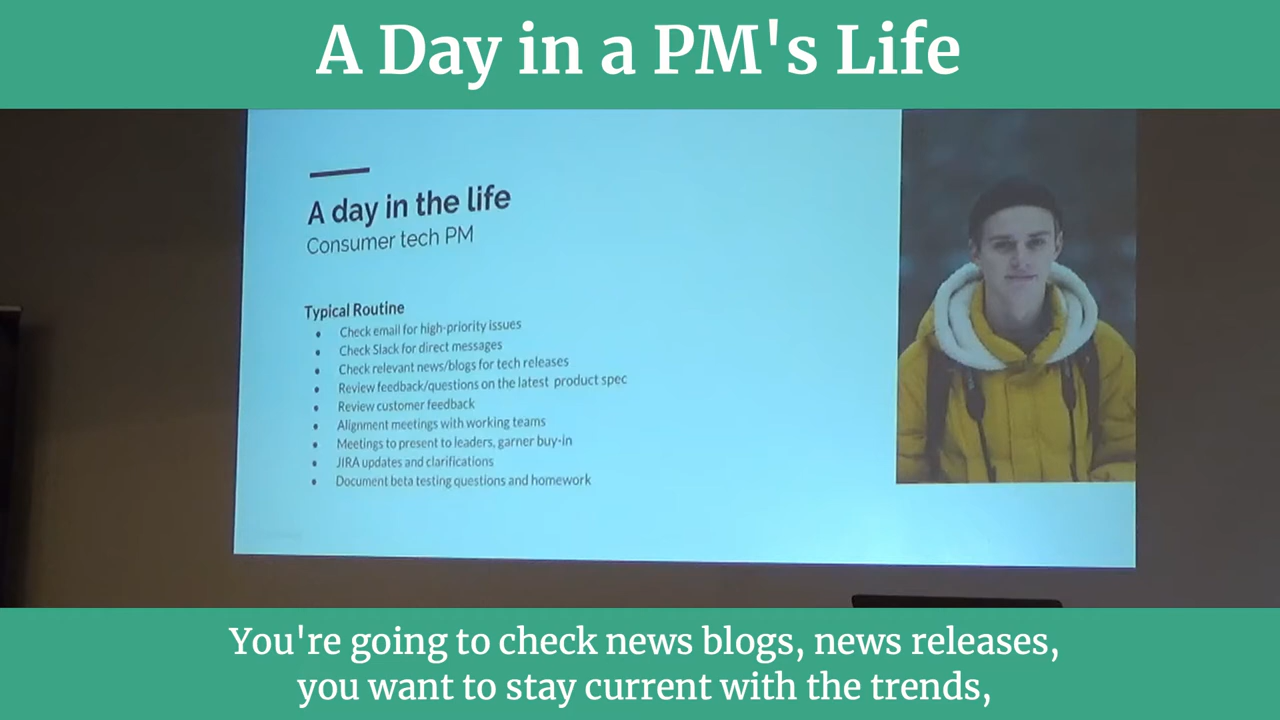 A Day in a PM's Life
A day in the life
Consumer tech PM
Typical Routine
• Check email for high-priority issues
• Check Slack for direct messages
• Check relevant news/blogs for tech releases
• Review feedback/questions on the latest product spec
• Review customer feedback
• Alignment meetings with working teams
• Meetings to present to leaders, garner buy-in
• JIRA updates and clarifications
• Document beta testing questions and homework
You're going to check news blogs, news releases,
you want to stay current with the trends,